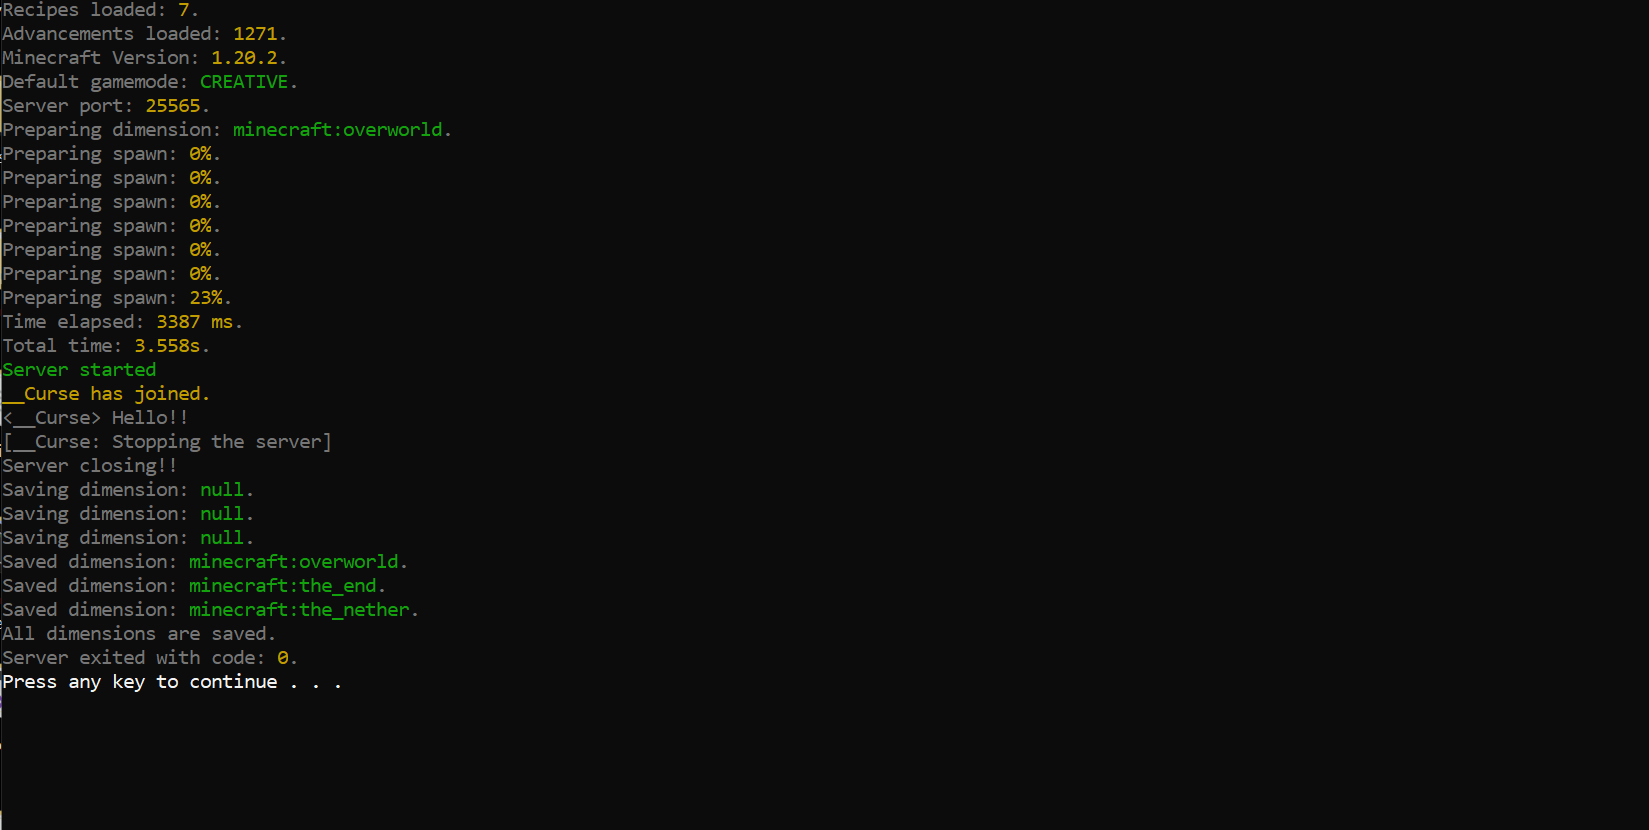 Recipes loaded: 7.
Advancements loaded: 1271.
Minecraft Version: 1.20.2.
Default gamemode: CREATIVE.
Server port: 25565.
Preparing dimension: minecraft:overworld.
Preparing spawn: 0%.
Preparing spawn: 0%.
Preparing spawn: 0%.
Preparing spawn: 0%.
Preparing spawn: 0%.
Preparing spawn: 0%.
Preparing spawn: 23%.
Time elapsed: 3387 ms.
Total time: 3.558s.
Server started
__Curse has joined.
<__Curse> Hello!!
[__Curse: Stopping the server]
Server closing!!
Saving dimension: null.
Saving dimension: null.
Saving dimension: null.
Saved dimension: minecraft:overworld.
Saved dimension: minecraft:the_end.
Saved dimension: minecraft:the_nether.
All dimensions are saved.
Server exited with code: 0.
Press any key to continue . . .